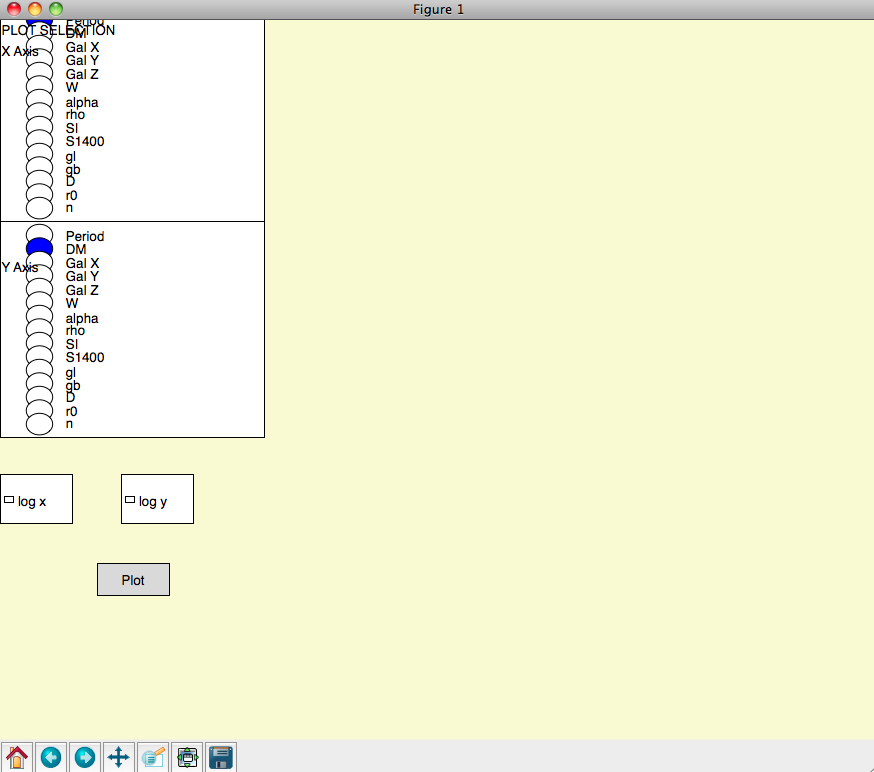 Figure 1
Period
PLOT SELECTION
DM
Gal X
X Axis
Gal Y
Gal Z
W
alpha
rho
SI
S1400
gl
gb
D
r0
n
Period
DM
Gal X
Y Axis
Gal Y
Gal Z
W
alpha
rho
SI
S1400
gl
gb
D
r0
n
log x
log y
Plot